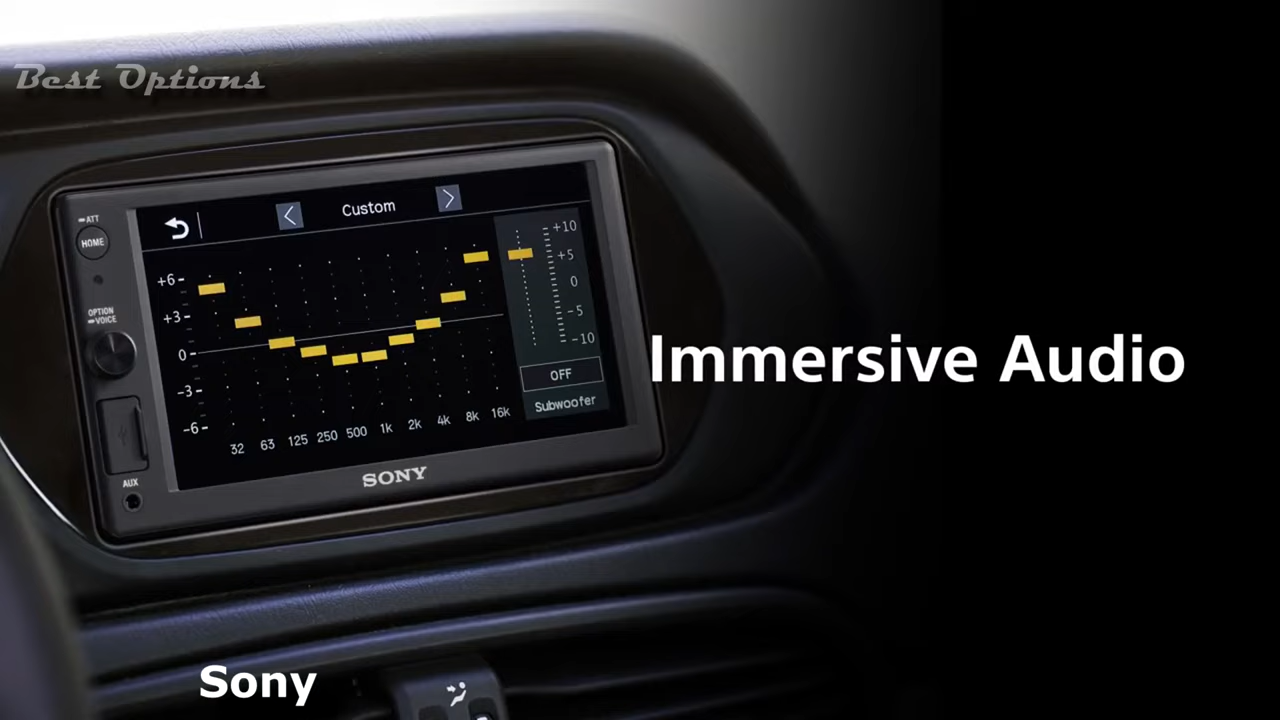 Best Options
ATT
HOME
OPTION
VOICE
AUX
Custom
+6
+3
0
-3
-6
32 63 125 250 500 1k 2k 4k 8k 16k
+10
+5
0
-5
-10
OFF
Subwoofer
SONY
Immersive Audio
Sony